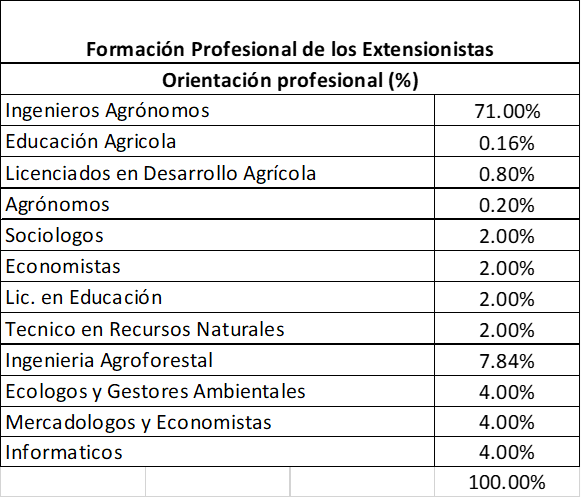 Formación Profesional de los Extensionistas
Orientación profesional (%)
Ingenieros Agrónomos 71.00%
Educación Agricola 0.16%
Licenciados en Desarrollo Agrícola 0.80%
Agrónomos 0.20%
Sociologos 2.00%
Economistas 2.00%
Lic. en Educación 2.00%
Tecnico en Recursos Naturales 2.00%
Ingenieria Agroforestal 7.84%
Ecologos y Gestores Ambientales 4.00%
Mercadologos y Economistas 4.00%
Informaticos 4.00%
100.00%